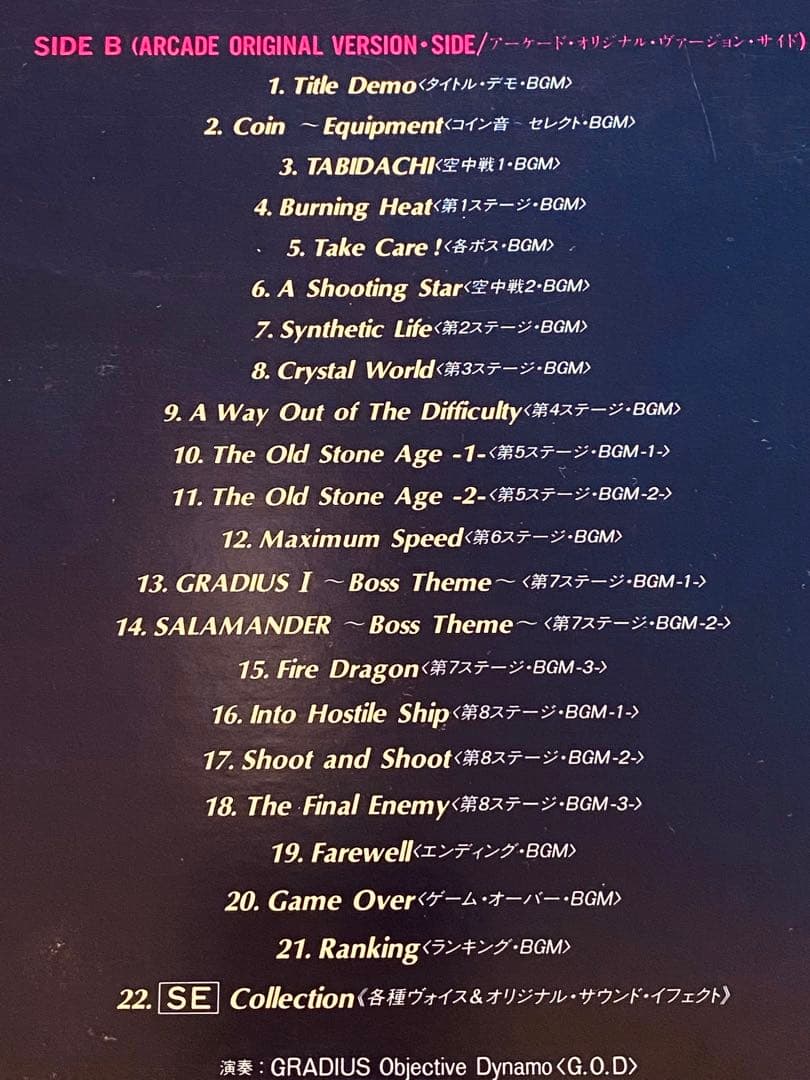 SIDE B (ARCADE ORIGINAL VERSION・SIDE/アーケード・オリジナル・ヴァージョン・サイド)
1. Title Demo〈タイトル・デモ・BGM〉
2. Coin ～Equipment〈コイン音～セレクト・BGM〉
3. TABIDACHI〈空中戦1・BGM〉
4. Burning Heat〈第1ステージ・BGM〉
5. Take Care!〈各ボス・BGM〉
6. A Shooting Star〈空中戦2・BGM〉
7. Synthetic Life〈第2ステージ・BGM〉
8. Crystal World〈第3ステージ・BGM〉
9. A Way Out of The Difficulty〈第4ステージ・BGM〉
10. The Old Stone Age -1-〈第5ステージ・BGM-1-〉
11. The Old Stone Age -2-〈第5ステージ・BGM-2-〉
12. Maximum Speed〈第6ステージ・BGM〉
13. GRADIUS I ～Boss Theme～〈第7ステージ・BGM-1-〉
14. SALAMANDER ～Boss Theme～〈第7ステージ・BGM-2-〉
15. Fire Dragon〈第7ステージ・BGM-3-〉
16. Into Hostile Ship〈第8ステージ・BGM-1-〉
17. Shoot and Shoot〈第8ステージ・BGM-2-〉
18. The Final Enemy〈第8ステージ・BGM-3-〉
19. Farewell〈エンディング・BGM〉
20. Game Over〈ゲーム・オーバー・BGM〉
21. Ranking〈ランキング・BGM〉
22. SE Collection《各種ヴォイス&オリジナル・サウンド・イフェクト》
演奏：GRADIUS Objective Dynamo〈G.O.D〉